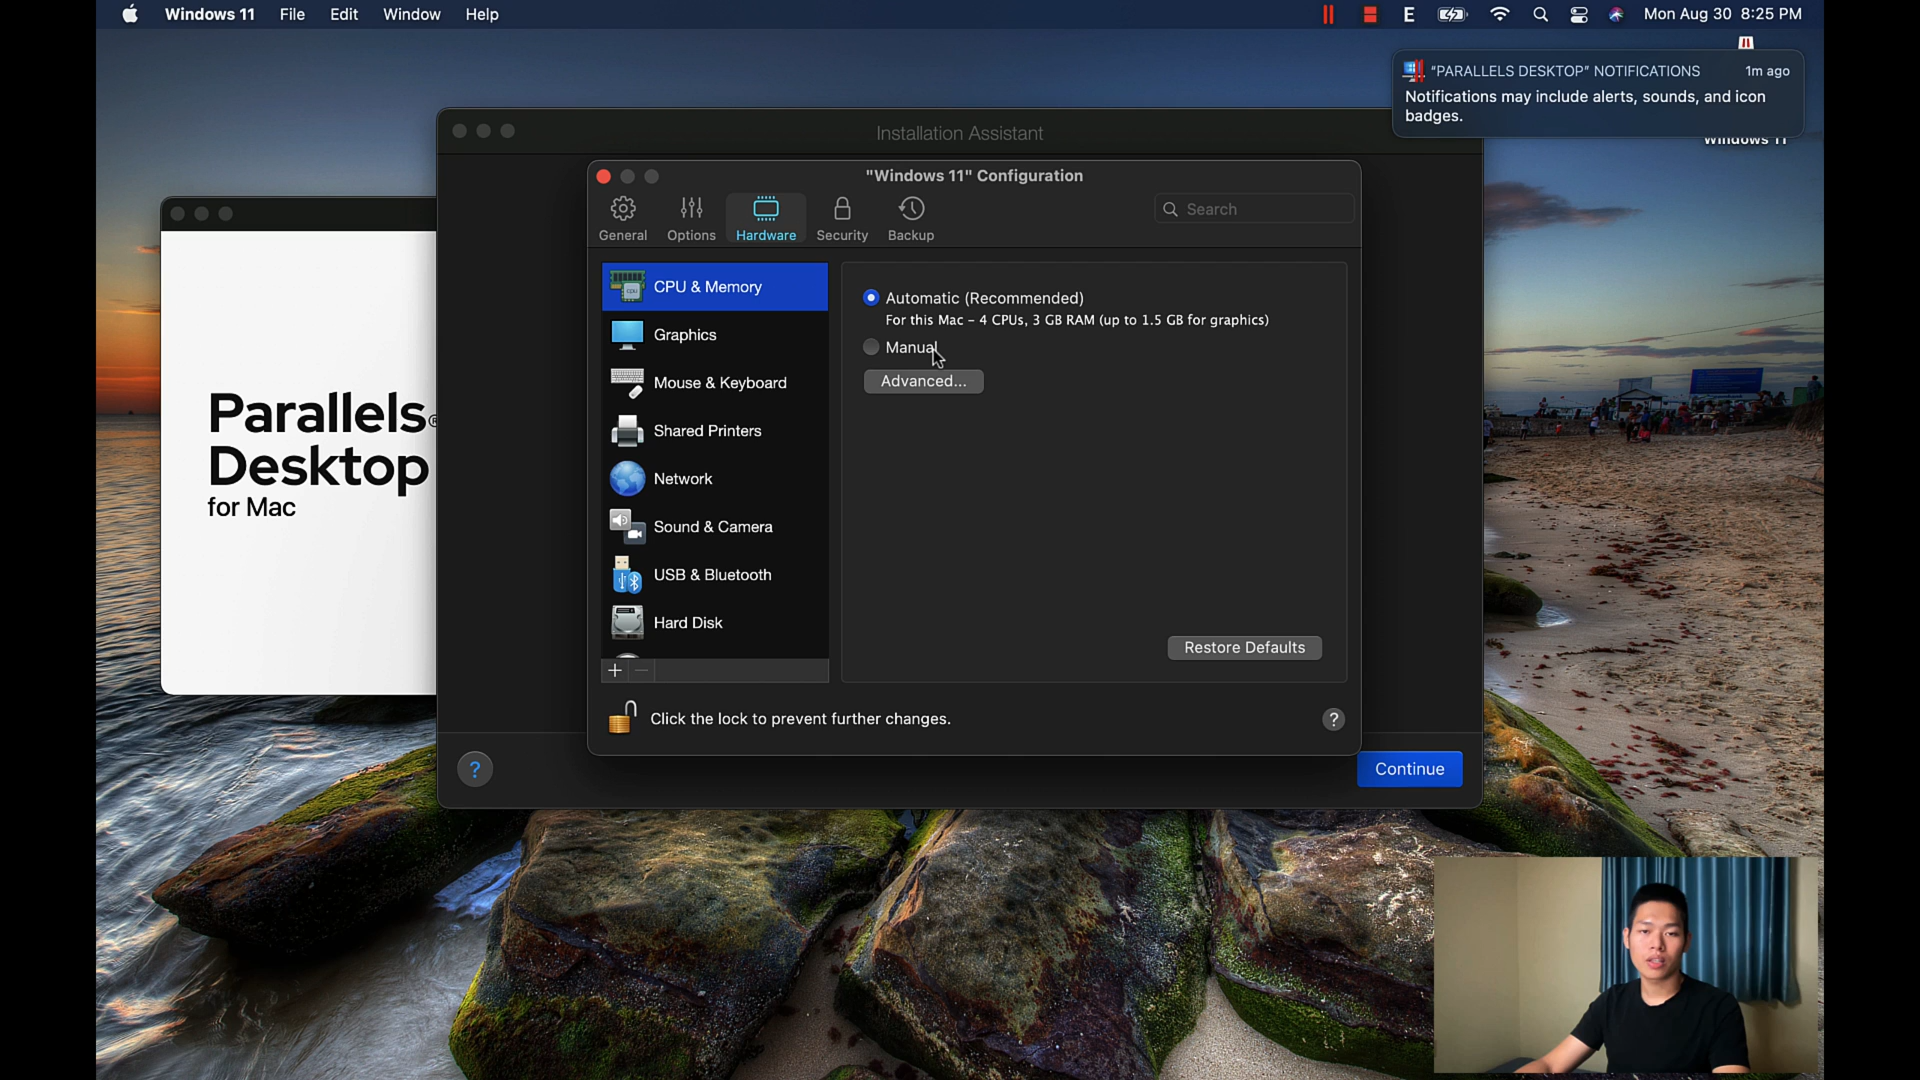 Windows 11 File Edit Window Help
E
Mon Aug 30 8:25 PM
"PARALLELS DESKTOP" NOTIFICATIONS 1m ago
Notifications may include alerts, sounds, and icon
badges.
Windows 11
Installation Assistant
"Windows 11" Configuration
General Options Hardware Security Backup
Search
CPU & Memory
Graphics
Mouse & Keyboard
Shared Printers
Network
Sound & Camera
USB & Bluetooth
Hard Disk
Automatic (Recommended)
For this Mac – 4 CPUs, 3 GB RAM (up to 1.5 GB for graphics)
Manual
Advanced...
Restore Defaults
Click the lock to prevent further changes.
?
?
Continue
Parallels®
Desktop
for Mac